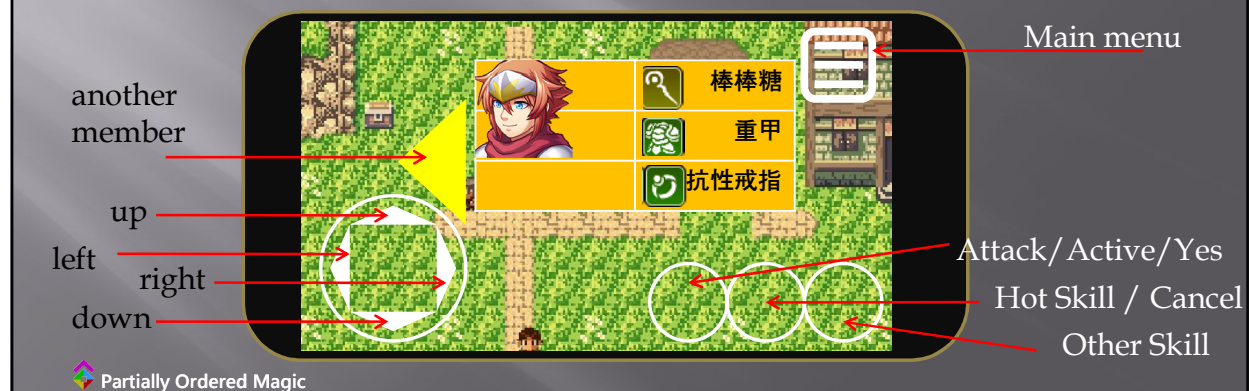 Main menu
another
member
棒棒糖
重甲
抗性戒指
up
left
right
down
Attack/Active/Yes
Hot Skill / Cancel
Other Skill
Partially Ordered Magic